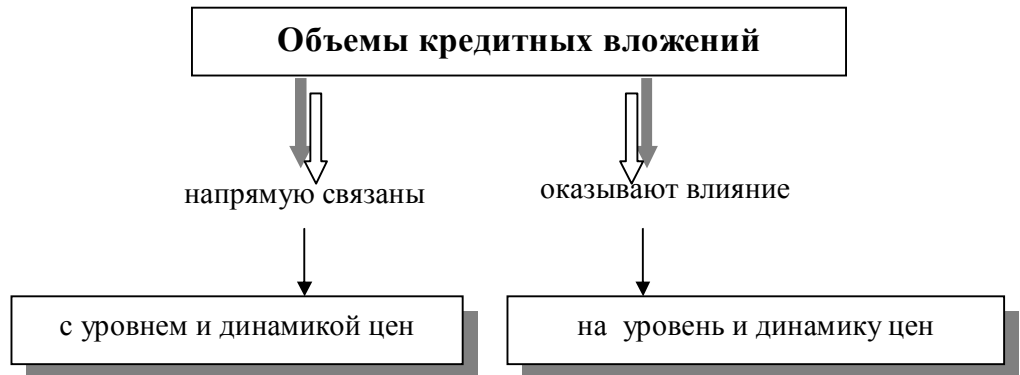 Объемы кредитных вложений
напрямую связаны
оказывают влияние
с уровнем и динамикой цен
на уровень и динамику цен